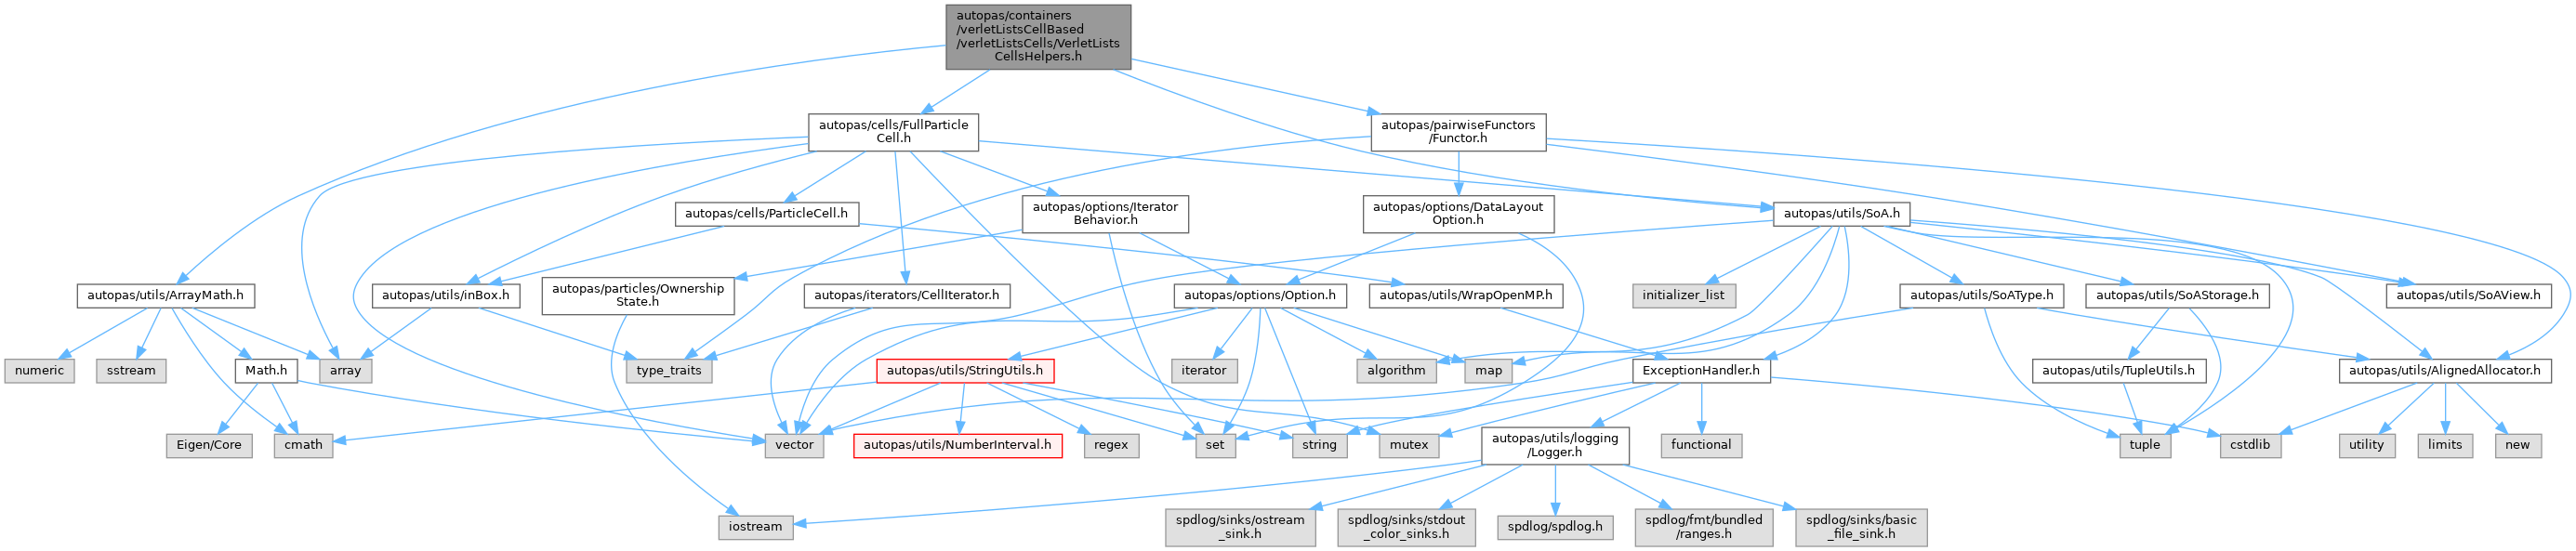 autopas/containers
/verletListsCellBased
/verletListsCells/VerletLists
CellsHelpers.h
autopas/cells/FullParticle
Cell.h
autopas/pairwiseFunctors
/Functor.h
autopas/cells/ParticleCell.h
autopas/options/Iterator
Behavior.h
autopas/options/DataLayout
Option.h
autopas/utils/SoA.h
autopas/utils/ArrayMath.h
autopas/utils/inBox.h
autopas/particles/Ownership
State.h
autopas/iterators/CellIterator.h
autopas/options/Option.h
autopas/utils/WrapOpenMP.h
initializer_list
autopas/utils/SoAType.h
autopas/utils/SoAStorage.h
autopas/utils/SoAView.h
numeric
sstream
Math.h
array
type_traits
autopas/utils/StringUtils.h
iterator
algorithm
map
ExceptionHandler.h
autopas/utils/TupleUtils.h
autopas/utils/AlignedAllocator.h
Eigen/Core
cmath
vector
autopas/utils/NumberInterval.h
regex
set
string
mutex
autopas/utils/logging
/Logger.h
functional
tuple
cstdlib
utility
limits
new
iostream
spdlog/sinks/ostream
_sink.h
spdlog/sinks/stdout
_color_sinks.h
spdlog/spdlog.h
spdlog/fmt/bundled
/ranges.h
spdlog/sinks/basic
_file_sink.h